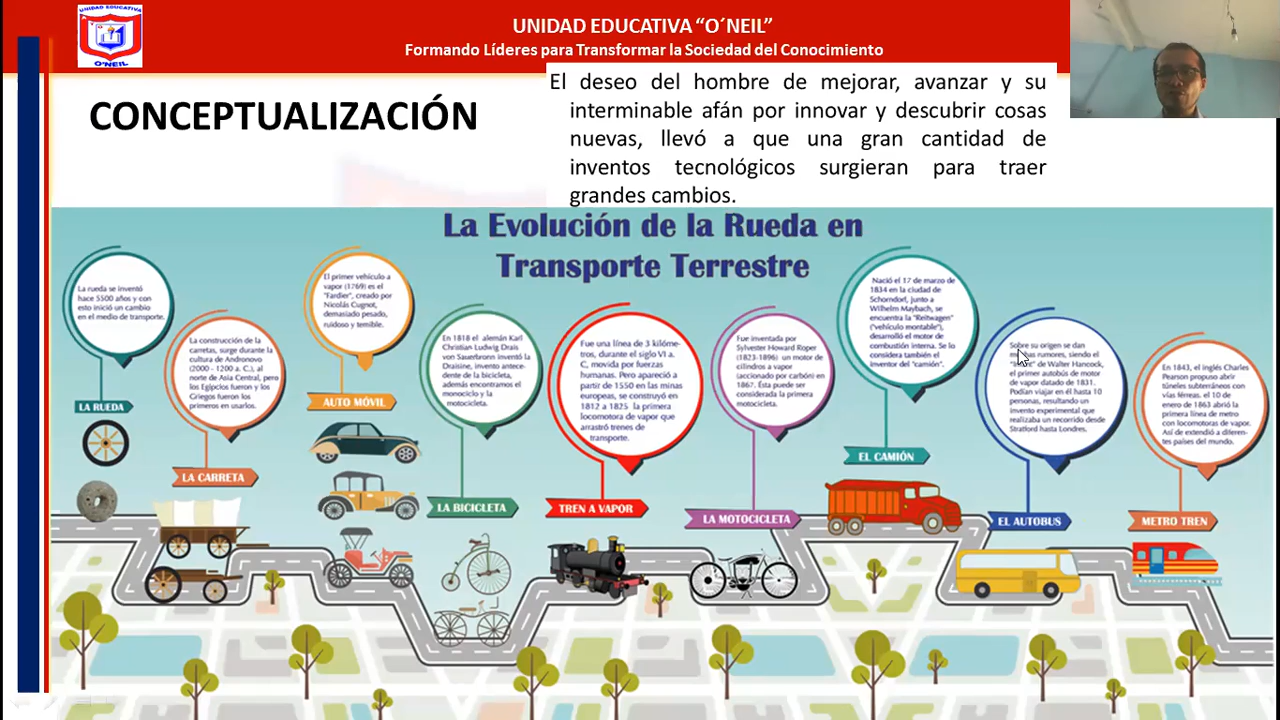 UNIDAD EDUCATIVA
O´NEIL
UNIDAD EDUCATIVA “O´NEIL”
Formando Líderes para Transformar la Sociedad del Conocimiento
CONCEPTUALIZACIÓN
El deseo del hombre de mejorar, avanzar y su
interminable afán por innovar y descubrir cosas
nuevas, llevó a que una gran cantidad de
inventos tecnológicos surgieran para traer
grandes cambios.
La Evolución de la Rueda en
Transporte Terrestre
La rueda se inventó
hace 5500 años y con
esto inició un cambio
en el medio de transporte.
LA RUEDA
La construcción de la
carretas, surge durante la
cultura de Andronovo
(2000 - 1200 a. C.), al
norte de Asia Central, pero
los Egipcios fueron y los
Griegos fueron los
primeros en usarlos.
LA CARRETA
El primer vehículo a
vapor (1769) es el
"Fardier", creado por
Nicolás Cugnot,
demasiado pesado,
ruidoso y temible.
AUTO MÓVIL
En 1818 el alemán Karl
Christian Ludwig Drais
von Sauerbronn inventó la
Draisine, invento antece-
dente de la bicicleta,
además encontramos el
monociclo y la
motocicleta.
LA BICICLETA
Fue una línea de 3 kilóme-
tros, durante el siglo VI a.
C, movida por fuerzas
humanas. Pero apareció a
partir de 1550 en las minas
europeas, se construyó en
1812 a 1825 la primera
locomotora de vapor que
arrastró trenes de
transporte.
TREN A VAPOR
Fue inventada por
Sylvester Howard Roper
(1823-1896) un motor de
cilindros a vapor
(accionado por carbón) en
1867. Ésta puede ser
considerada la primera
motocicleta.
LA MOTOCICLETA
Nació el 17 de marzo de
1834 en la ciudad de
Schorndorf, junto a
Wilhelm Maybach, se
encuentra la "Reitwagen"
("vehículo montable"),
desarrolló el motor de
combustión interna. Se lo
considera también el
inventor del "camión".
EL CAMIÓN
Sobre su origen se dan
rumores, siendo el
de Walter Hancock,
el primer autobús de motor
de vapor datado de 1831.
Podían viajar en él hasta 10
personas, resultando un
invento experimental que
realizaba un recorrido desde
Stratford hasta Londres.
EL AUTOBUS
En 1843, el inglés Charles
Pearson propuso abrir
túneles subterráneos con
vías férreas. el 10 de
enero de 1863 abrió la
primera línea de metro
con locomotoras de vapor.
Así de extendió a diferen-
tes países del mundo.
METRO TREN